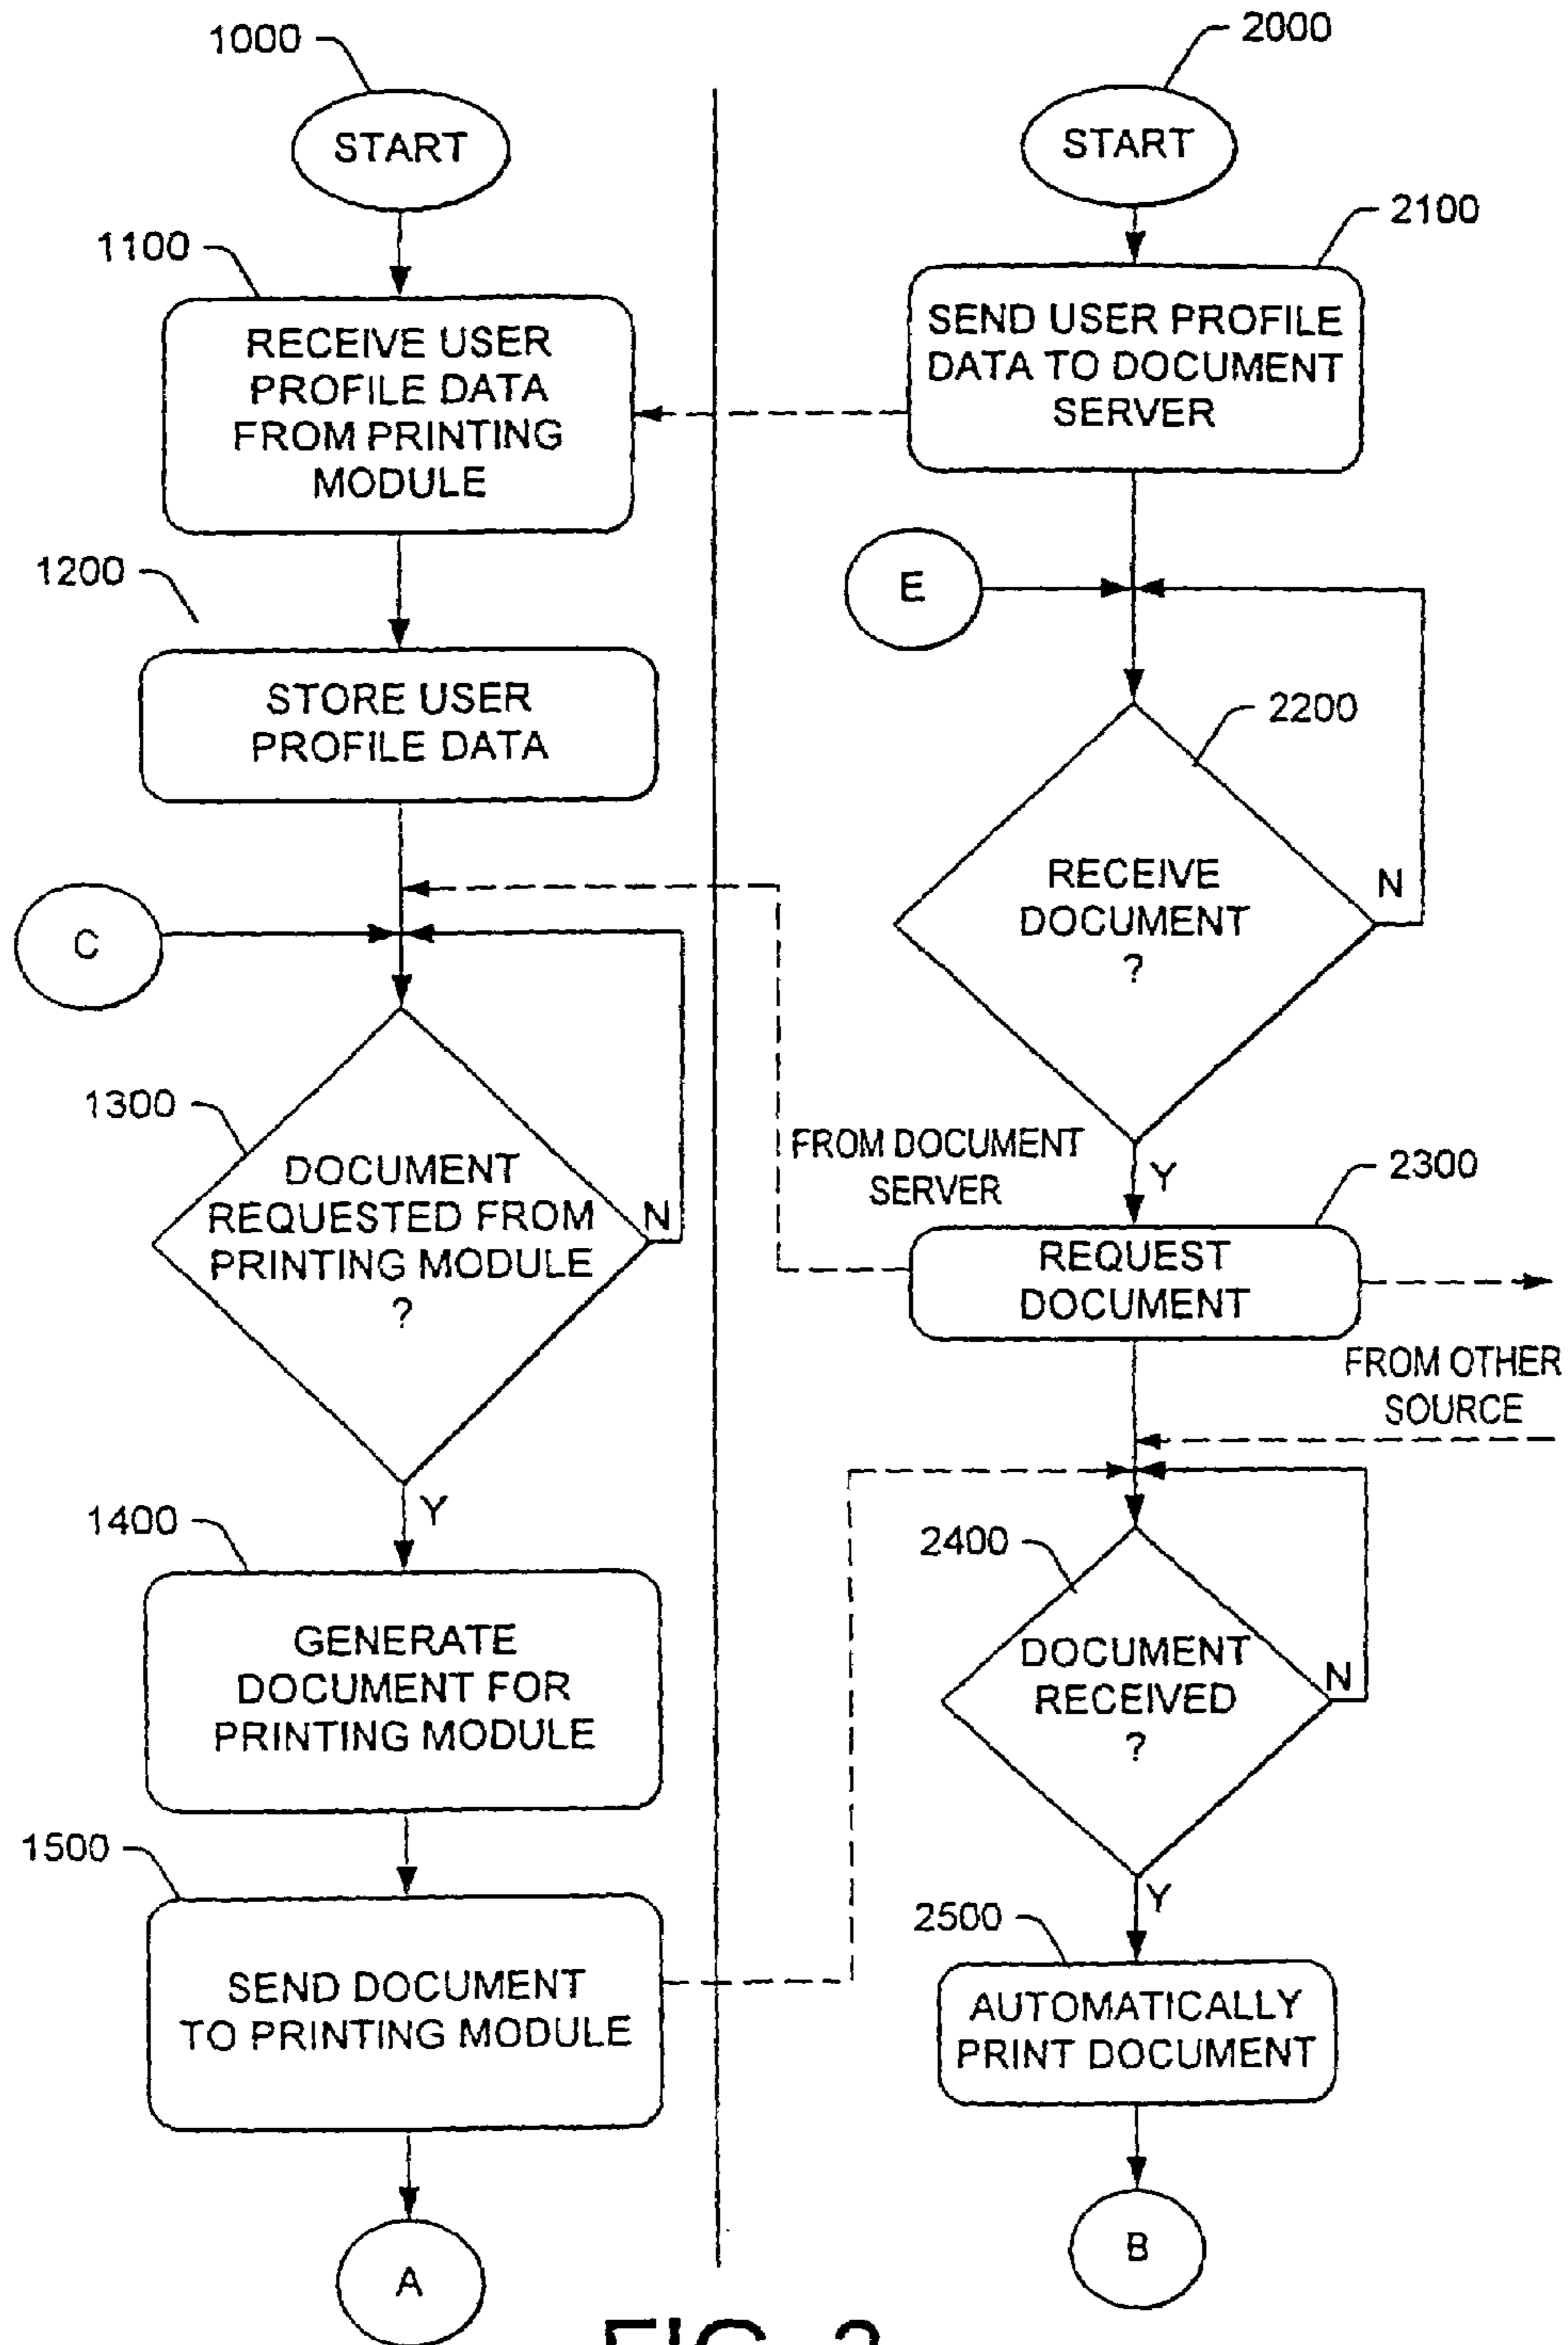 1000
START
1100
RECEIVE USER
PROFILE DATA
FROM PRINTING
MODULE
1200
STORE USER
PROFILE DATA
C
1300
DOCUMENT
REQUESTED FROM
PRINTING MODULE
?
N
Y
1400
GENERATE
DOCUMENT FOR
PRINTING MODULE
1500
SEND DOCUMENT
TO PRINTING MODULE
A
2000
START
2100
SEND USER PROFILE
DATA TO DOCUMENT
SERVER
E
2200
RECEIVE
DOCUMENT
?
N
Y
FROM DOCUMENT
SERVER
2300
REQUEST
DOCUMENT
FROM OTHER
SOURCE
2400
DOCUMENT
RECEIVED
?
N
Y
2500
AUTOMATICALLY
PRINT DOCUMENT
B